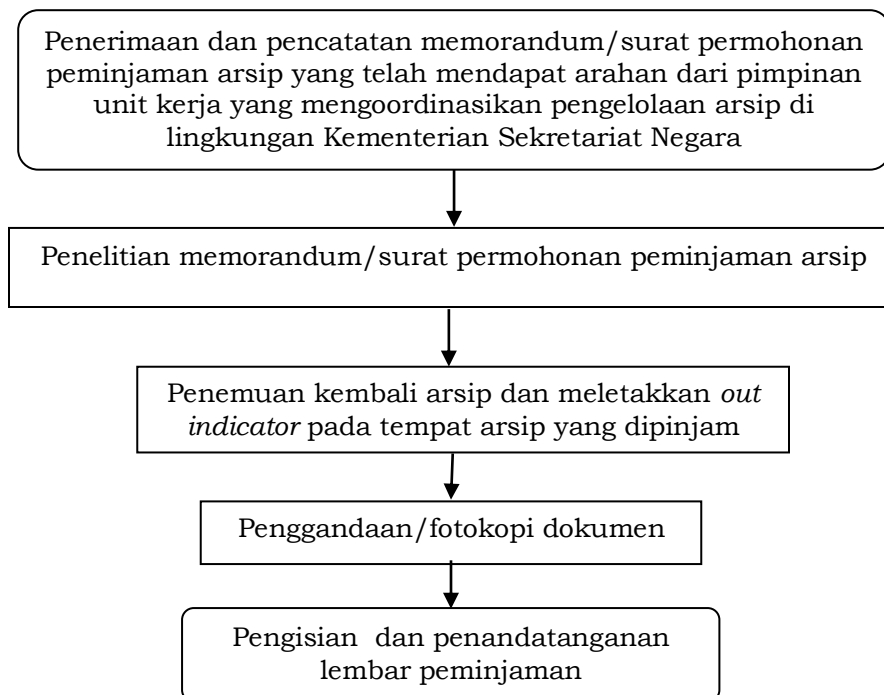 Penerimaan dan pencatatan memorandum/surat permohonan
peminjaman arsip yang telah mendapat arahan dari pimpinan
unit kerja yang mengoordinasikan pengelolaan arsip di
lingkungan Kementerian Sekretariat Negara
Penelitian memorandum/surat permohonan peminjaman arsip
Penemuan kembali arsip dan meletakkan out
indicator pada tempat arsip yang dipinjam
Penggandaan/fotokopi dokumen
Pengisian dan penandatanganan
lembar peminjaman